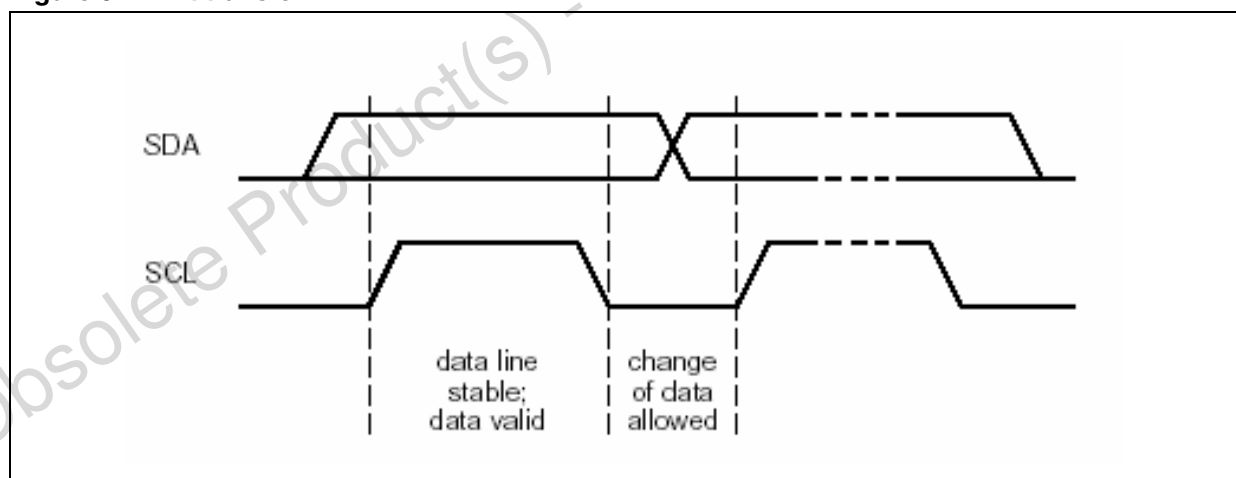 Obsolete Product(s) -
SDA
SCL
data line
stable;
data valid
change
of data
allowed